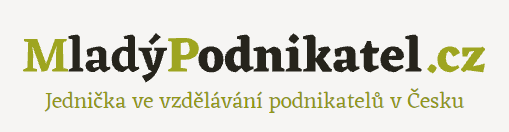 MladýPodnikatel.cz
Jednička ve vzdělávání podnikatelů v Česku